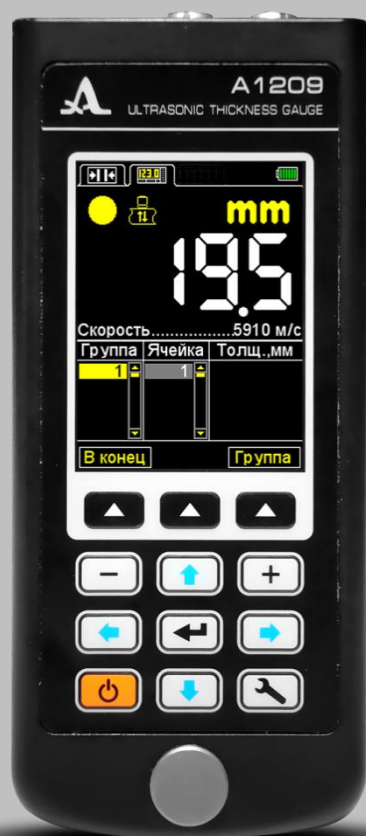 A1209
ULTRASONIC THICKNESS GAUGE
123.0
mm
19.5
Скорость..................5910 м/с
Группа Ячейка Толщ.,мм
1 1
В конец Группа